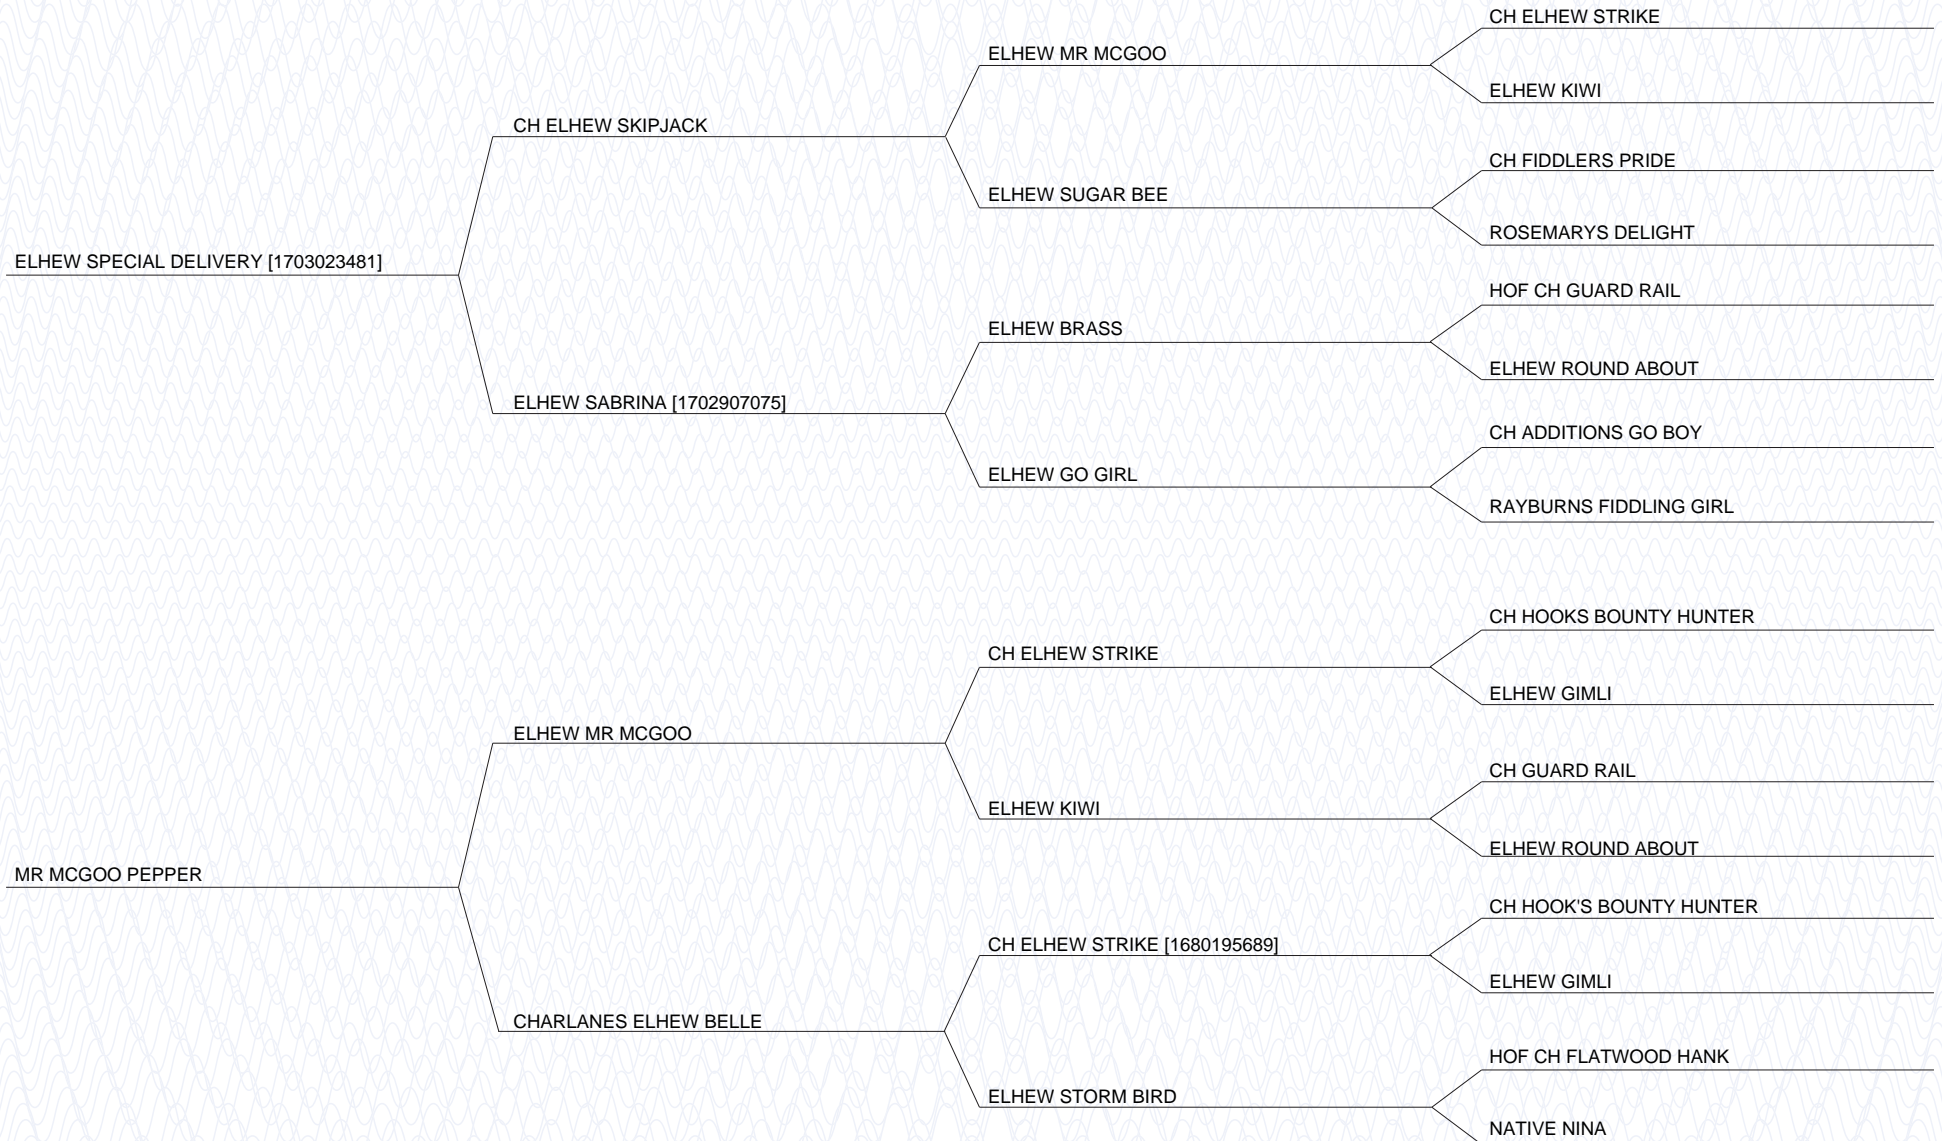 CH ELHEW STRIKE
ELHEW MR MCGOO
ELHEW KIWI
CH ELHEW SKIPJACK
CH FIDDLERS PRIDE
ELHEW SUGAR BEE
ROSEMARYS DELIGHT
ELHEW SPECIAL DELIVERY [1703023481]
HOF CH GUARD RAIL
ELHEW BRASS
ELHEW ROUND ABOUT
ELHEW SABRINA [1702907075]
CH ADDITIONS GO BOY
ELHEW GO GIRL
RAYBURNS FIDDLING GIRL
CH HOOKS BOUNTY HUNTER
CH ELHEW STRIKE
ELHEW GIMLI
ELHEW MR MCGOO
CH GUARD RAIL
ELHEW KIWI
ELHEW ROUND ABOUT
MR MCGOO PEPPER
CH HOOK'S BOUNTY HUNTER
CH ELHEW STRIKE [1680195689]
ELHEW GIMLI
CHARLANES ELHEW BELLE
HOF CH FLATWOOD HANK
ELHEW STORM BIRD
NATIVE NINA